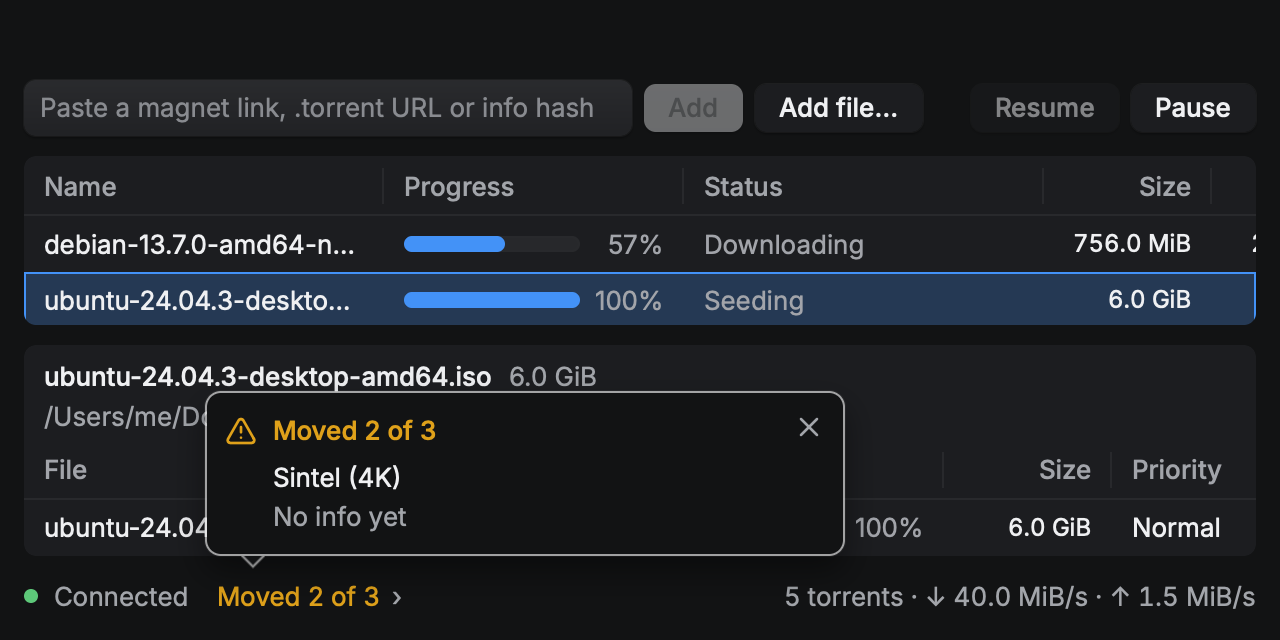 Paste a magnet link, .torrent URL or info hash Add Add file... Resume Pause
Name Progress Status Size
debian-13.7.0-amd64-n... 57% Downloading 756.0 MiB
ubuntu-24.04.3-deskto... 100% Seeding 6.0 GiB
ubuntu-24.04.3-desktop-amd64.iso 6.0 GiB
/Users/me/
Moved 2 of 3
Sintel (4K)
No info yet
File Size Priority
ubuntu-24.04 100% 6.0 GiB Normal
Connected Moved 2 of 3 › 5 torrents · ↓ 40.0 MiB/s · ↑ 1.5 MiB/s